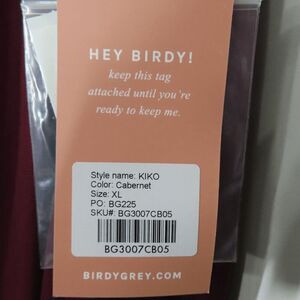 HEY BIRDY!
keep this tag
attached until you're
ready to keep me.
Style name: KIKO
Color: Cabernet
Size: XL
PO: BG225
SKU#: BG3007CB05
BG3007CB05
BIRDYGREY.COM